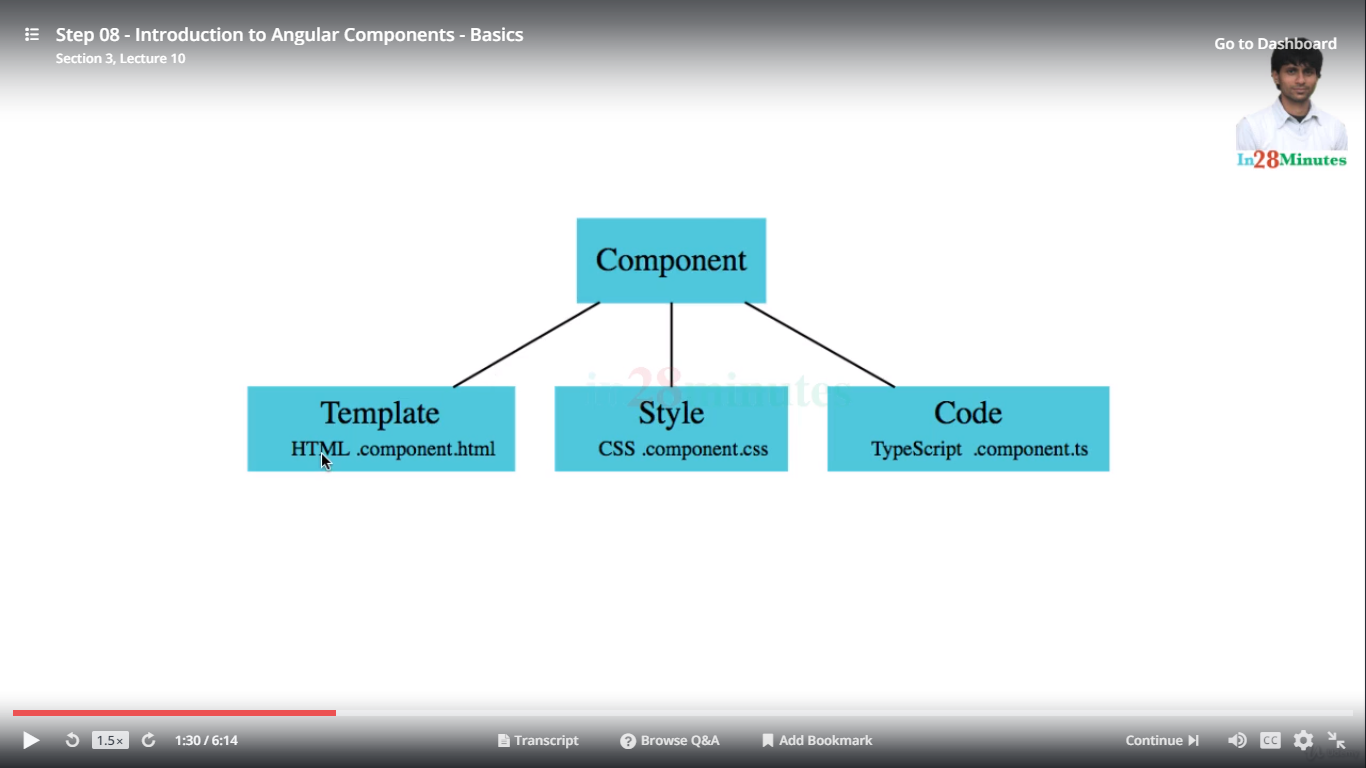 Step 08 - Introduction to Angular Components - Basics
Section 3, Lecture 10
Go to Dashboard
In28Minutes
Component
in28minutes
Template
HTML .component.html
Style
CSS .component.css
Code
TypeScript .component.ts
1.5×
1:30 / 6:14
Transcript
? Browse Q&A
Add Bookmark
Continue
CC